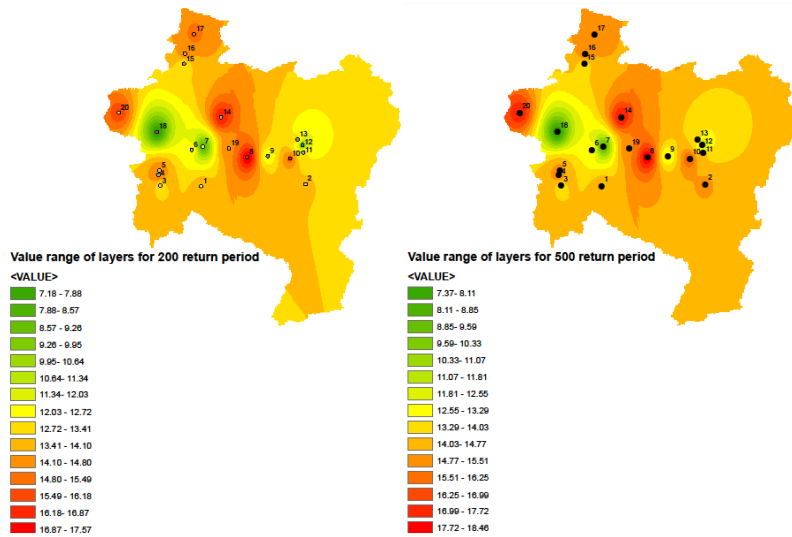 17
16
15
20
14
18
13
12
11
6
7
19
8
9
10
5
4
3
1
2
Value range of layers for 200 return period
<VALUE>
7.18 - 7.88
7.88- 8.57
8.57 - 9.26
9.26 - 9.95
9.95- 10.64
10.64- 11.34
11.34- 12.03
12.03 - 12.72
12.72 - 13.41
13.41 - 14.10
14.10 - 14.80
14.80 - 15.49
15.49 - 16.18
16.18- 16.87
16.87 - 17.57
17
16
15
20
14
18
13
12
11
6
7
19
8
9
10
5
4
3
1
2
Value range of layers for 500 return period
<VALUE>
7.37- 8.11
8.11 - 8.85
8.85- 9.59
9.59- 10.33
10.33- 11.07
11.07 - 11.81
11.81 - 12.55
12.55 - 13.29
13.29 - 14.03
14.03- 14.77
14.77 - 15.51
15.51 - 16.25
16.25 - 16.99
16.99 - 17.72
17.72 - 18.46